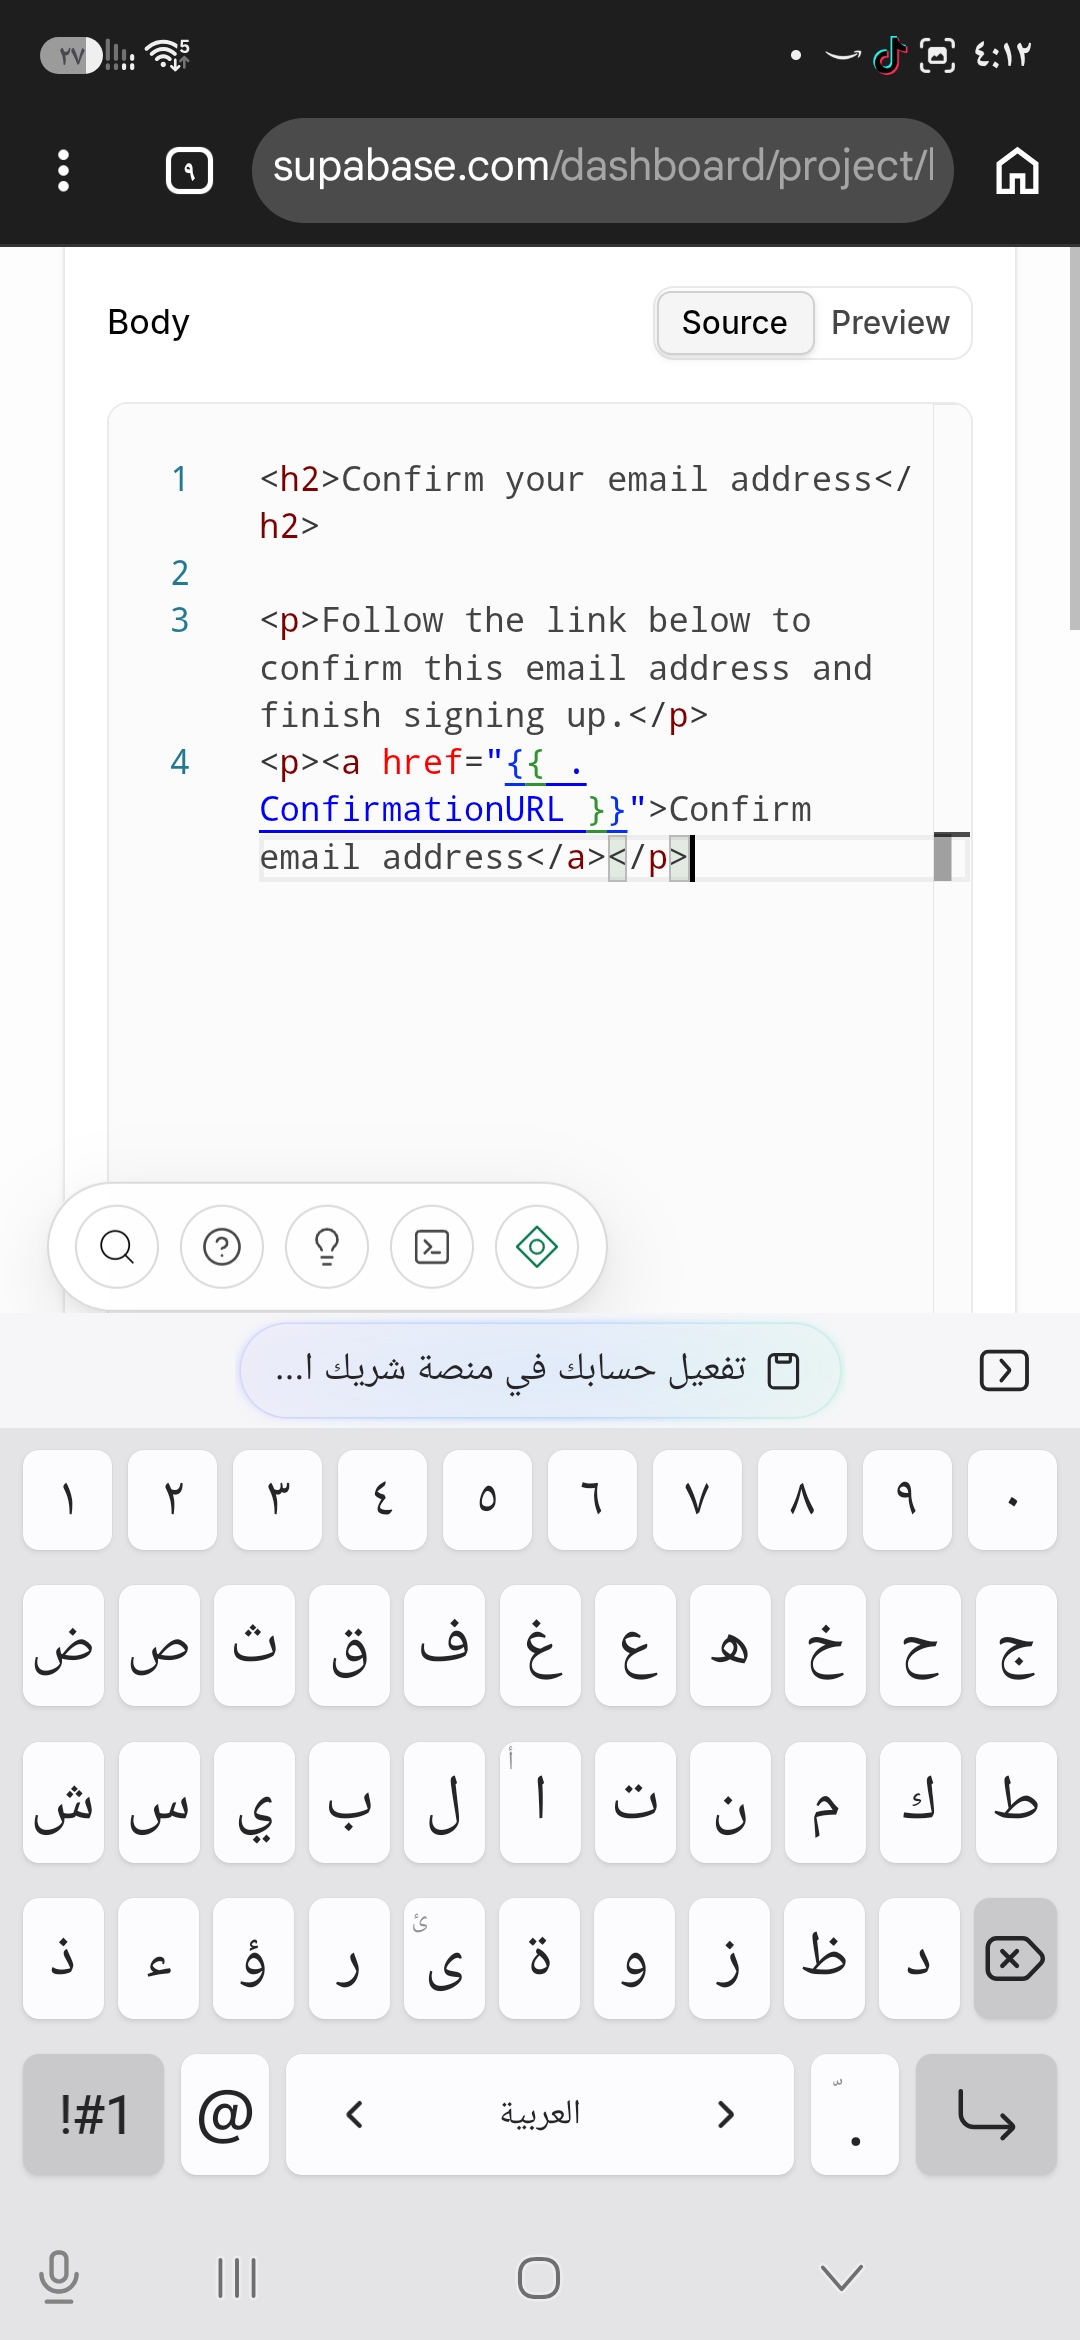 ٢٧
5
٤:١٢
٩
supabase.com/dashboard/project/l
Body
Source
Preview
1 <h2>Confirm your email address</
h2>
2
3 <p>Follow the link below to
confirm this email address and
finish signing up.</p>
4 <p><a href="{{ .
ConfirmationURL }}">Confirm
email address</a></p>
تفعيل حسابك في منصة شريك ا...
١ ٢ ٣ ٤ ٥ ٦ ٧ ٨ ٩ ٠
ض ص ث ق ف غ ع ه خ ح ج
ش س ي ب ل ا أ ت ن م ك ط
ذ ء ؤ ر ى ئ ة و ز ظ د
!#1 @ العربية .